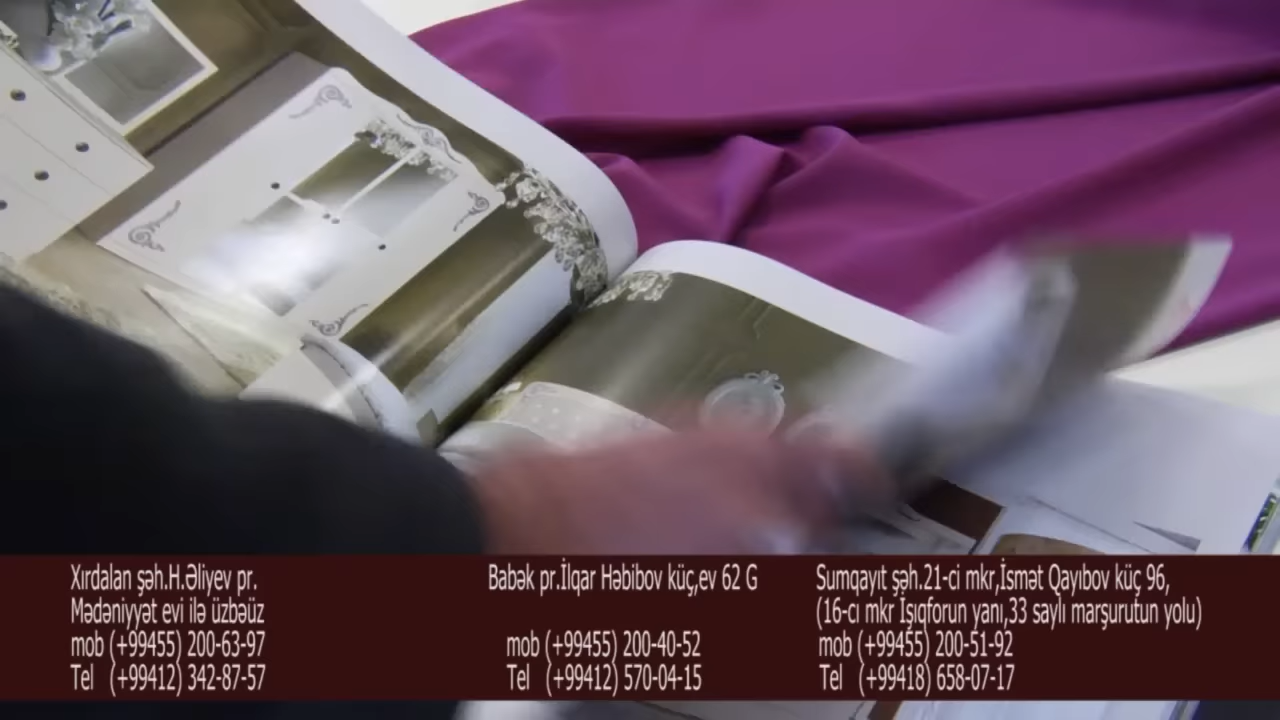 Xırdalan şəh.H.Əliyev pr.
Mədəniyyət evi ilə üzbəüz
mob (+99455) 200-63-97
Tel (+99412) 342-87-57
Babək pr.İlqar Həbibov küç,ev 62 G
mob (+99455) 200-40-52
Tel (+99412) 570-04-15
Sumqayıt şəh.21-ci mkr,İsmət Qayıbov küç 96,
(16-cı mkr İşıqforun yanı,33 saylı marşurutun yolu)
mob (+99455) 200-51-92
Tel (+99418) 658-07-17